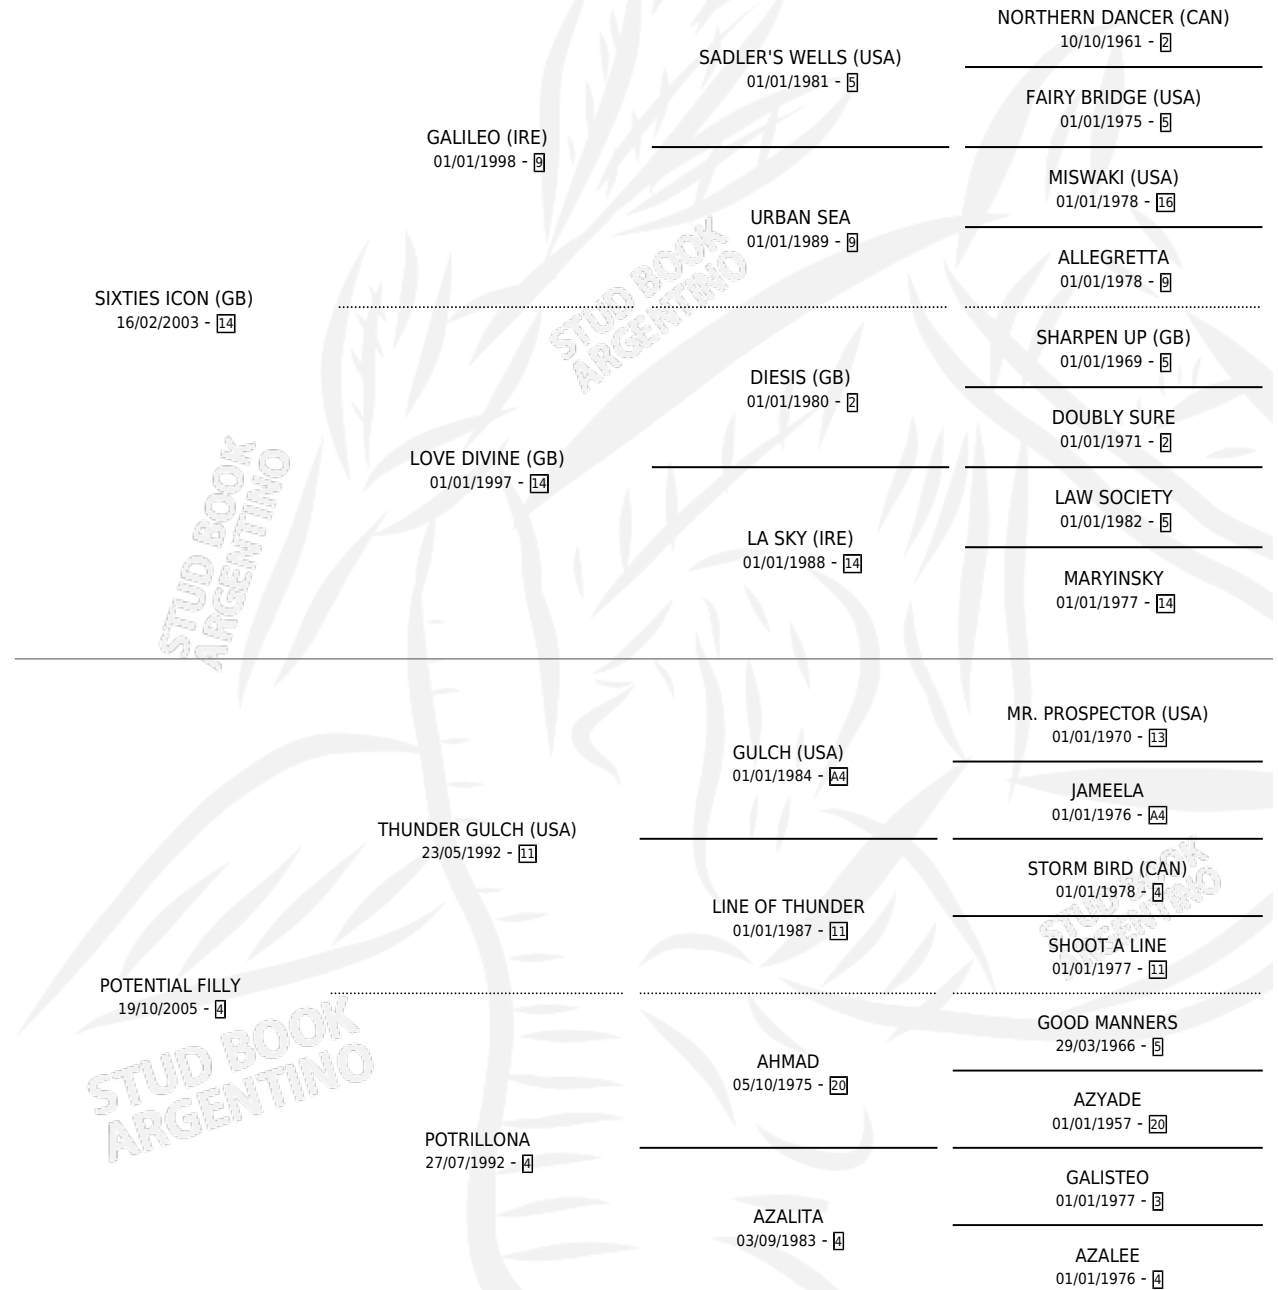 NORTHERN DANCER (CAN)
10/10/1961 - 2
SADLER'S WELLS (USA)
01/01/1981 - 5
FAIRY BRIDGE (USA)
01/01/1975 - 5
GALILEO (IRE)
01/01/1998 - 9
MISWAKI (USA)
01/01/1978 - 16
URBAN SEA
01/01/1989 - 9
ALLEGRETTA
01/01/1978 - 9
SIXTIES ICON (GB)
16/02/2003 - 14
STUD BOOK
ARGENTINO
SHARPEN UP (GB)
01/01/1969 - 5
DIESIS (GB)
01/01/1980 - 2
DOUBLY SURE
01/01/1971 - 2
LOVE DIVINE (GB)
01/01/1997 - 14
LAW SOCIETY
01/01/1982 - 5
LA SKY (IRE)
01/01/1988 - 14
MARYINSKY
01/01/1977 - 14
STUD BOOK
ARGENTINO
MR. PROSPECTOR (USA)
01/01/1970 - 13
GULCH (USA)
01/01/1984 - A4
JAMEELA
01/01/1976 - A4
THUNDER GULCH (USA)
23/05/1992 - 11
STORM BIRD (CAN)
01/01/1978 - 4
LINE OF THUNDER
01/01/1987 - 11
STUD BOOK
ARGENTINO
SHOOT A LINE
01/01/1977 - 11
POTENTIAL FILLY
19/10/2005 - 4
GOOD MANNERS
29/03/1966 - 5
AHMAD
05/10/1975 - 20
STUD BOOK
ARGENTINO
AZYADE
01/01/1957 - 20
POTRILLONA
27/07/1992 - 4
GALISTEO
01/01/1977 - 3
AZALITA
03/09/1983 - 4
AZALEE
01/01/1976 - 4